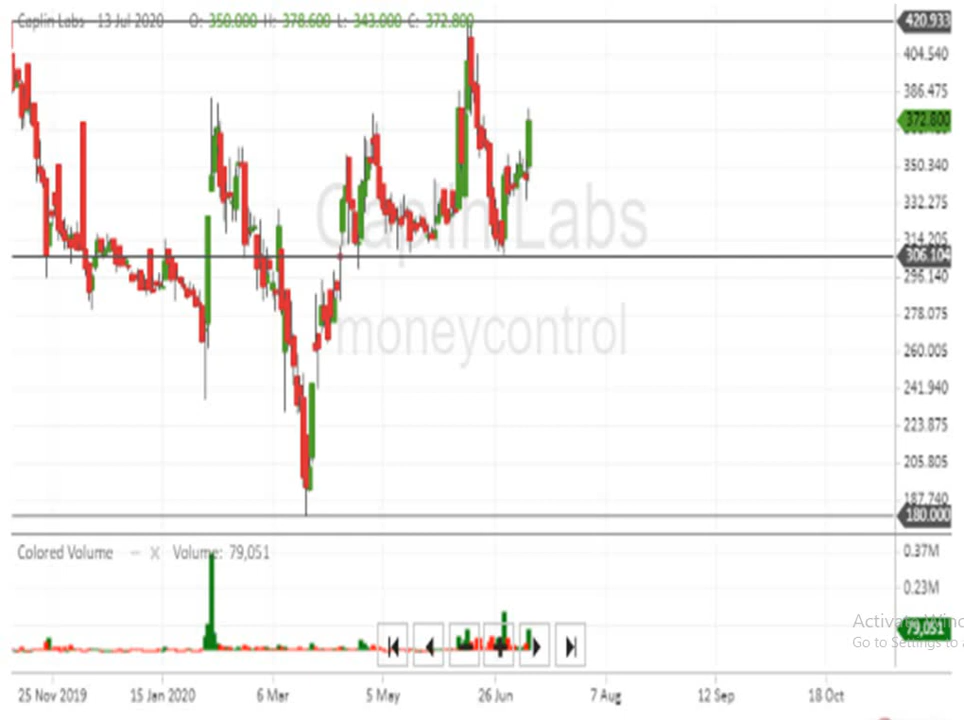 Caplin Labs 13 Jul 2020 O: 350.000 H: 378.600 L: 343.000 C: 372.800
420.933
404.540
386.475
372.800
350.340
332.275
314.205
306.104
296.140
278.075
260.005
241.940
223.875
205.805
187.740
180.000
Caplin Labs
moneycontrol
Colored Volume – X Volume: 79,051
0.37M
0.23M
79,051
Go to Settings to
25 Nov 2019 15 Jan 2020 6 Mar 5 May 26 Jun 7 Aug 12 Sep 18 Oct